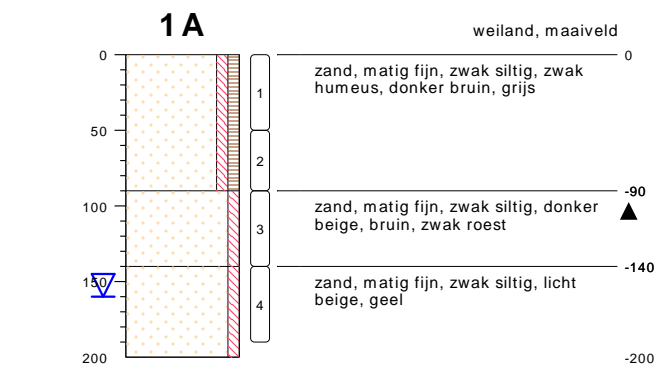 1A
weiland, maaiveld
0
0
zand, matig fijn, zwak siltig, zwak
humeus, donker bruin, grijs
1
50
2
-90
100
zand, matig fijn, zwak siltig, donker
beige, bruin, zwak roest
3
-140
150
zand, matig fijn, zwak siltig, licht
beige, geel
4
200
-200